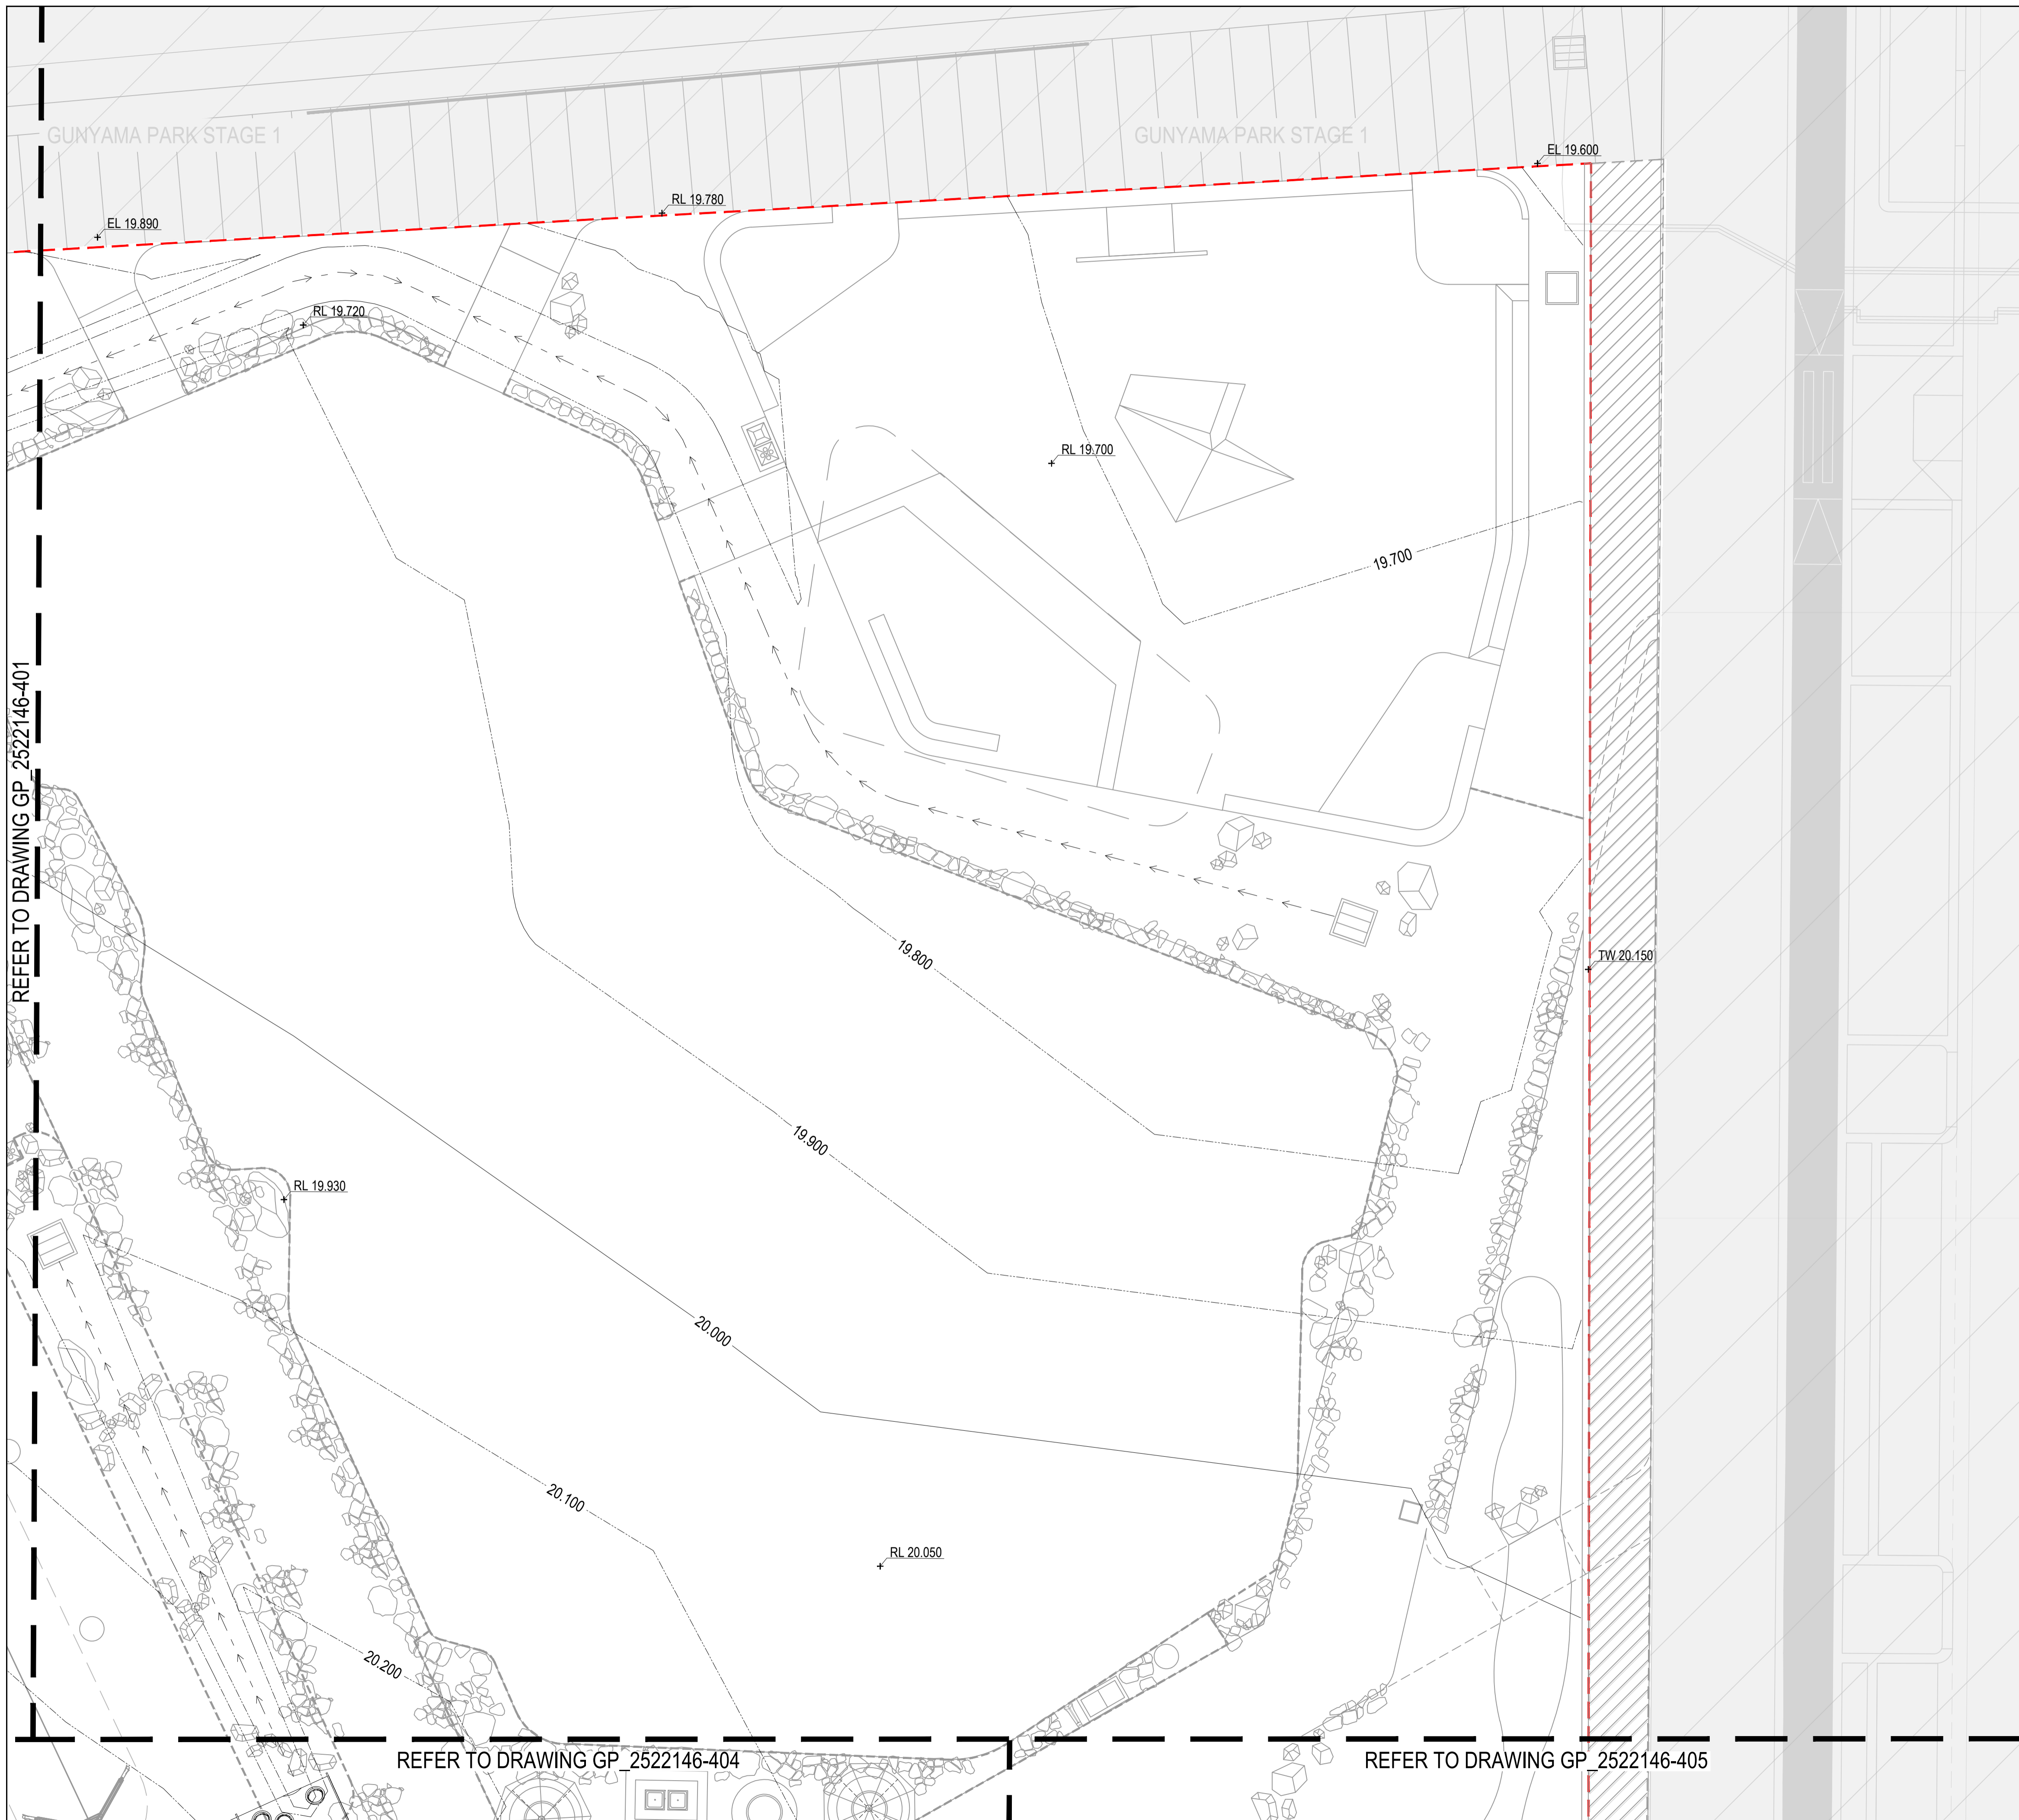 GUNYAMA PARK STAGE 1
GUNYAMA PARK STAGE 1
EL 19.600
RL 19.780
EL 19.890
RL 19.720
RL 19.700
19.700
REFER TO DRAWING GP_2522146-401
19.800
TW 20.150
19.900
RL 19.930
20.000
20.100
RL 20.050
20.200
REFER TO DRAWING GP_2522146-404
REFER TO DRAWING GP_2522146-405